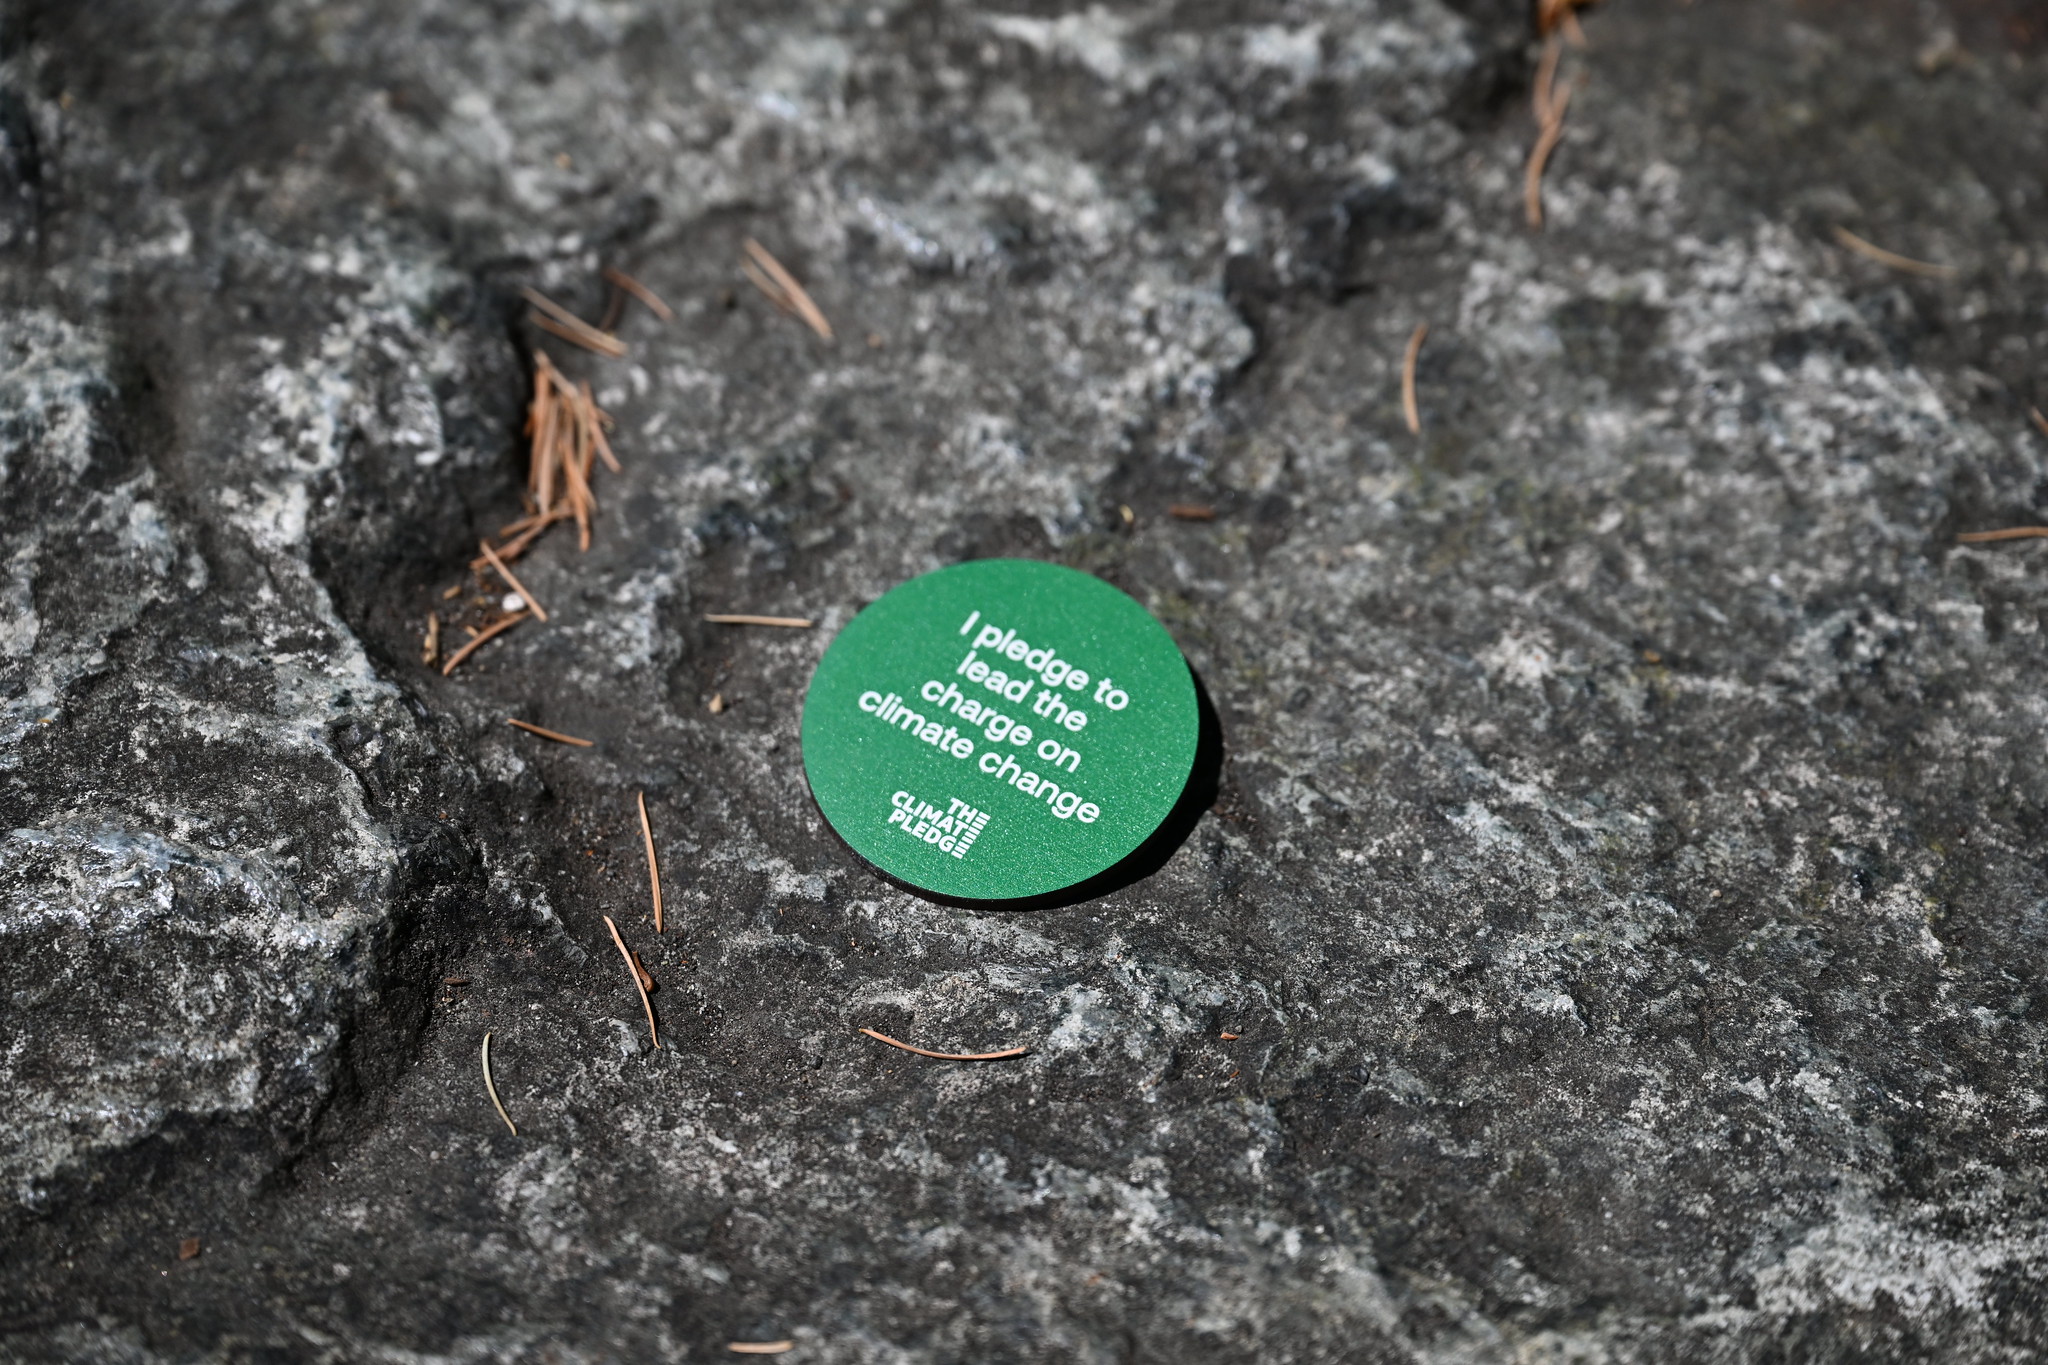 I pledge to
lead the
charge on
climate change
THE
CLIMATE
PLEDGE